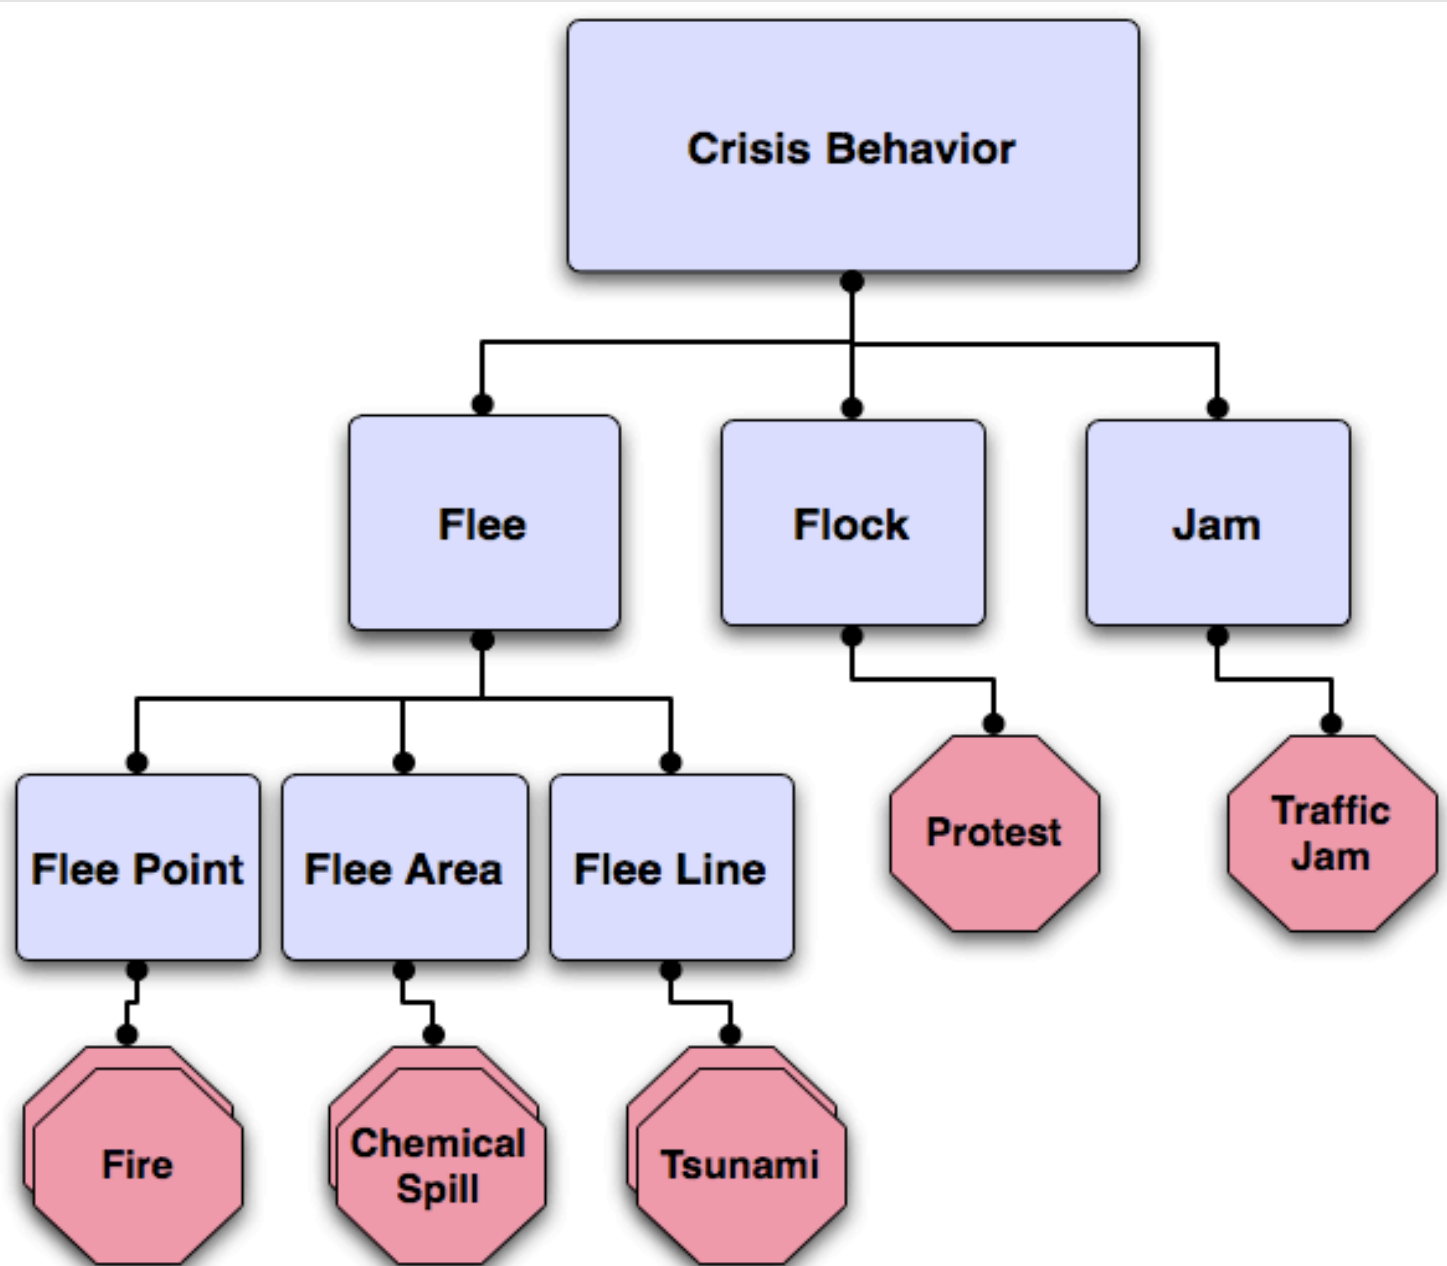 Crisis Behavior
Flee
Flock
Jam
Flee Point
Flee Area
Flee Line
Protest
Traffic
Jam
Fire
Chemical
Spill
Tsunami